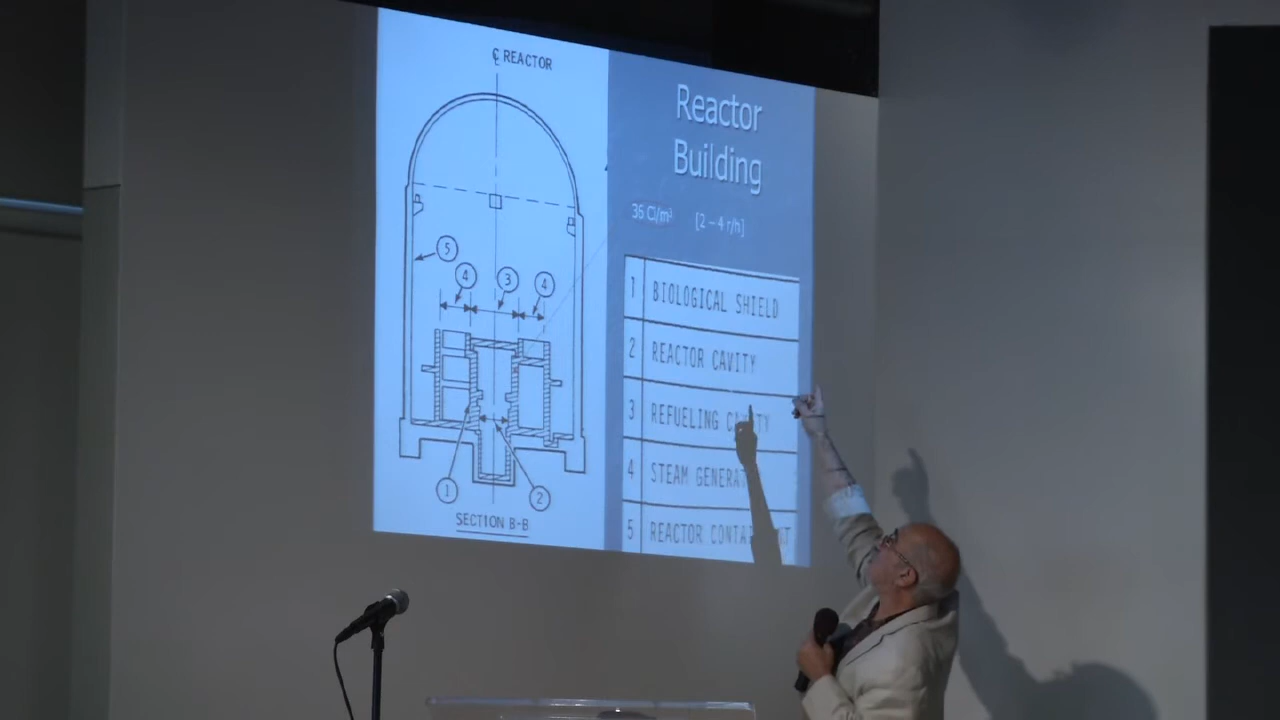 ℄ REACTOR
5
4
3
4
1
2
SECTION B-B
Reactor
Building
36 Ci/m³ [2 – 4 r/h]
1 BIOLOGICAL SHIELD
2 REACTOR CAVITY
3 REFUELING
4 STEAM
5 REACTOR